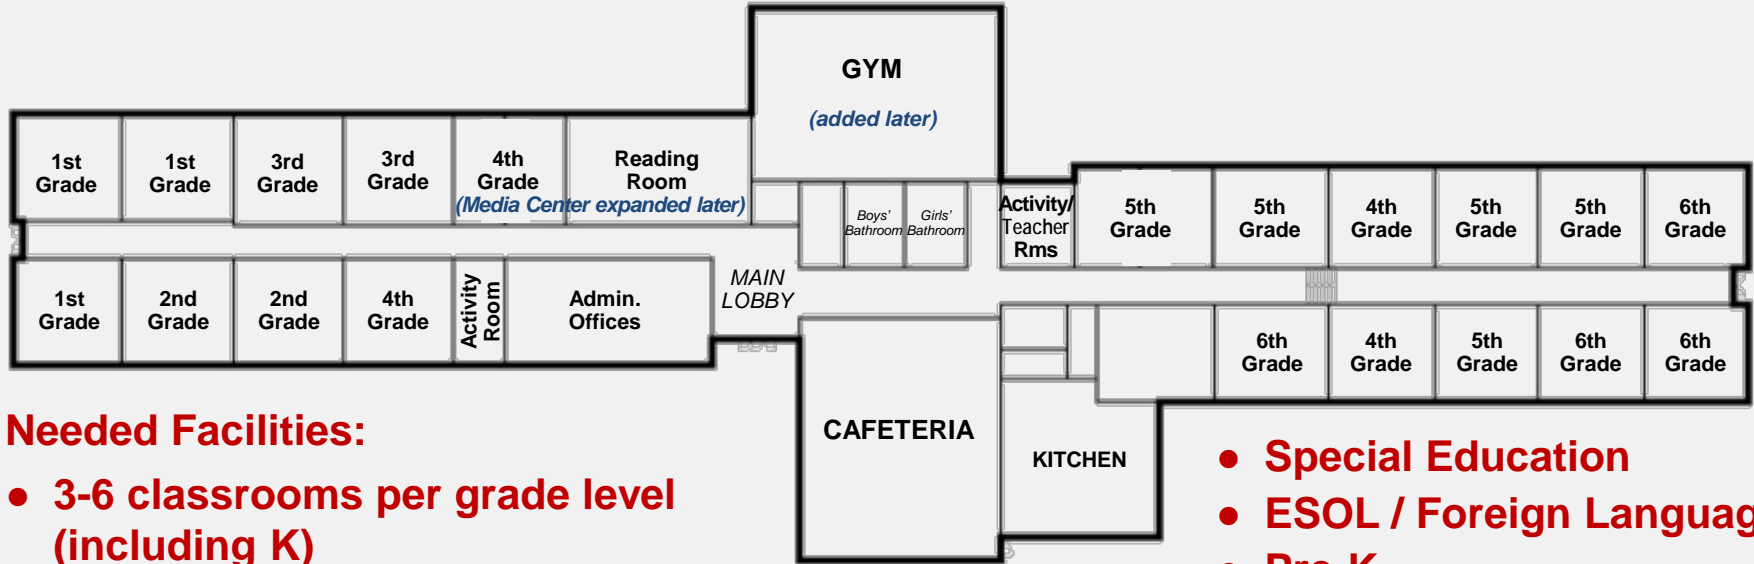 GYM
(added later)
1st
Grade
1st
Grade
3rd
Grade
3rd
Grade
4th
Grade
Reading
Room
(Media Center expanded later)
Boys'
Bathroom
Girls'
Bathroom
Activity/
Teacher
Rms
5th
Grade
5th
Grade
4th
Grade
5th
Grade
5th
Grade
6th
Grade
1st
Grade
2nd
Grade
2nd
Grade
4th
Grade
Activity
Room
Admin.
Offices
MAIN
LOBBY
6th
Grade
4th
Grade
5th
Grade
6th
Grade
6th
Grade
CAFETERIA
KITCHEN
Needed Facilities:
● 3-6 classrooms per grade level
(including K)
● Special Education
● ESOL / Foreign Languag
● Pre-K